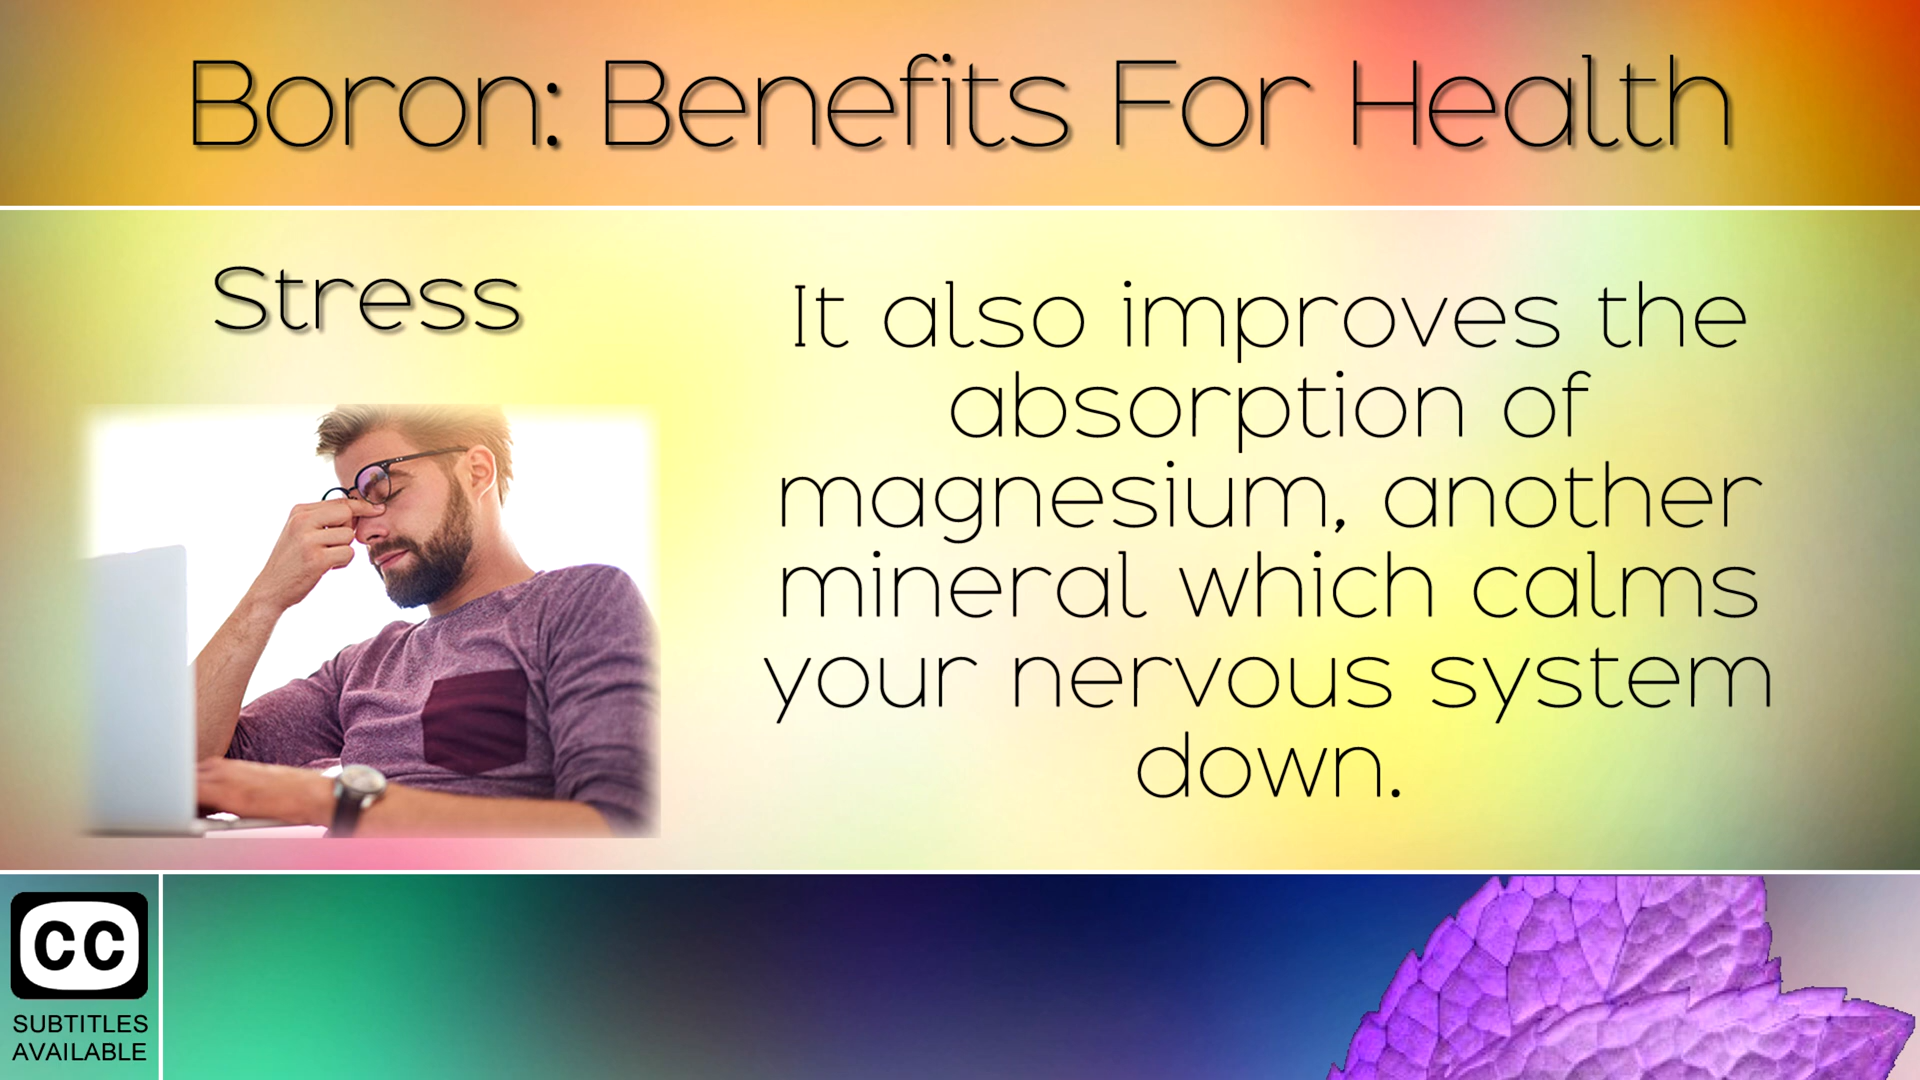 Boron: Benefits For Health
Stress
It also improves the
absorption of
magnesium, another
mineral which calms
your nervous system
down.
CC
SUBTITLES
AVAILABLE